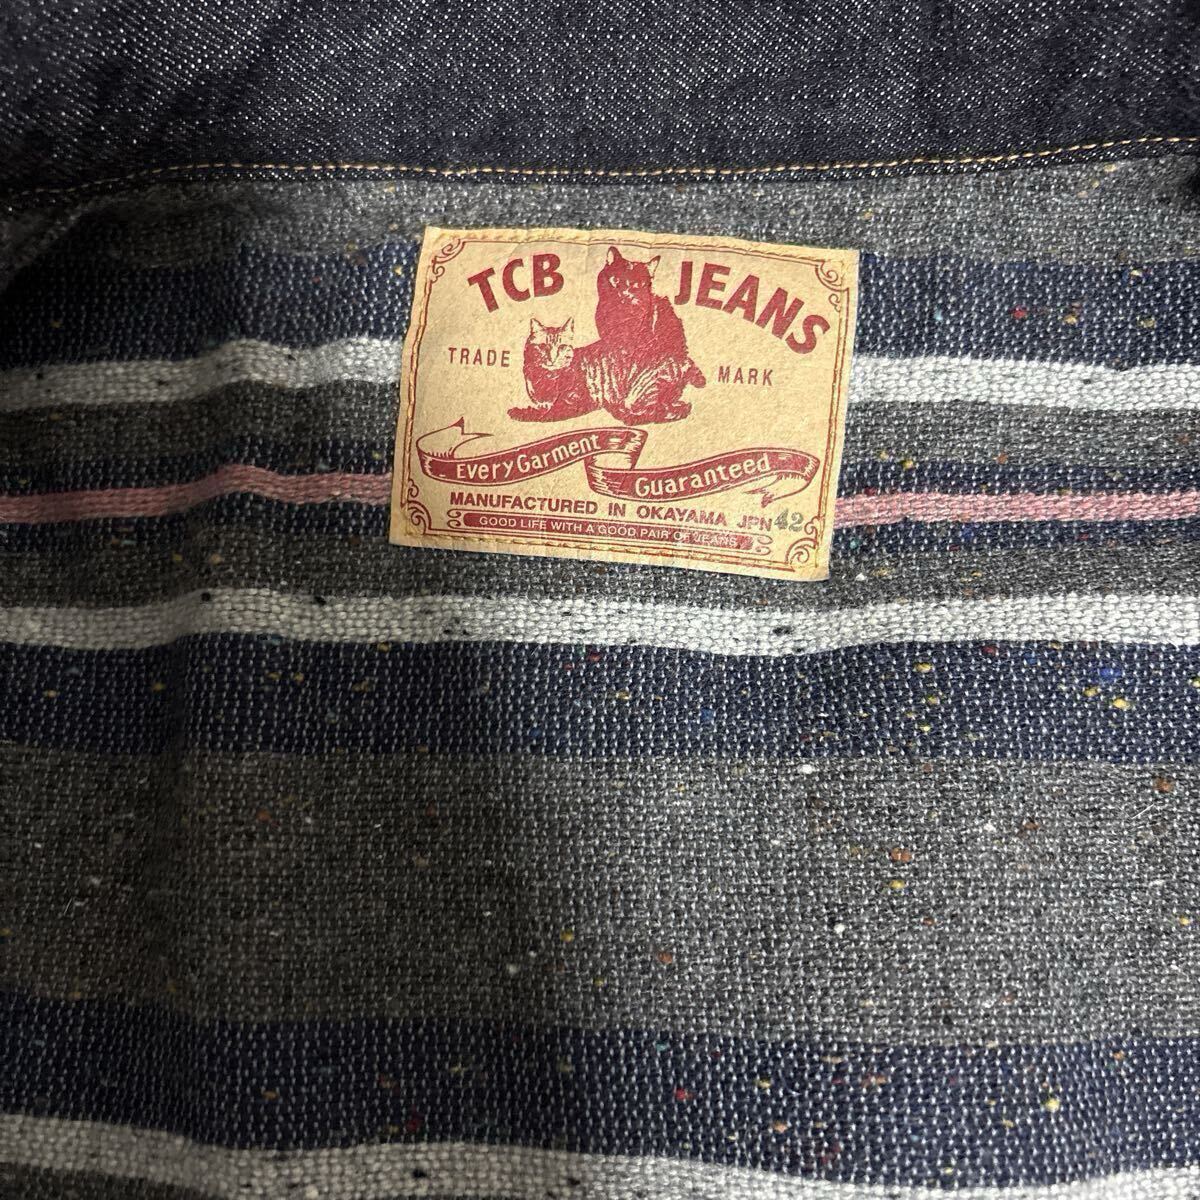 TCB JEANS
TRADE MARK
Every Garment
Guaranteed
MANUFACTURED IN OKAYAMA JPN 42
GOOD LIFE WITH A GOOD PAIR OF JEANS